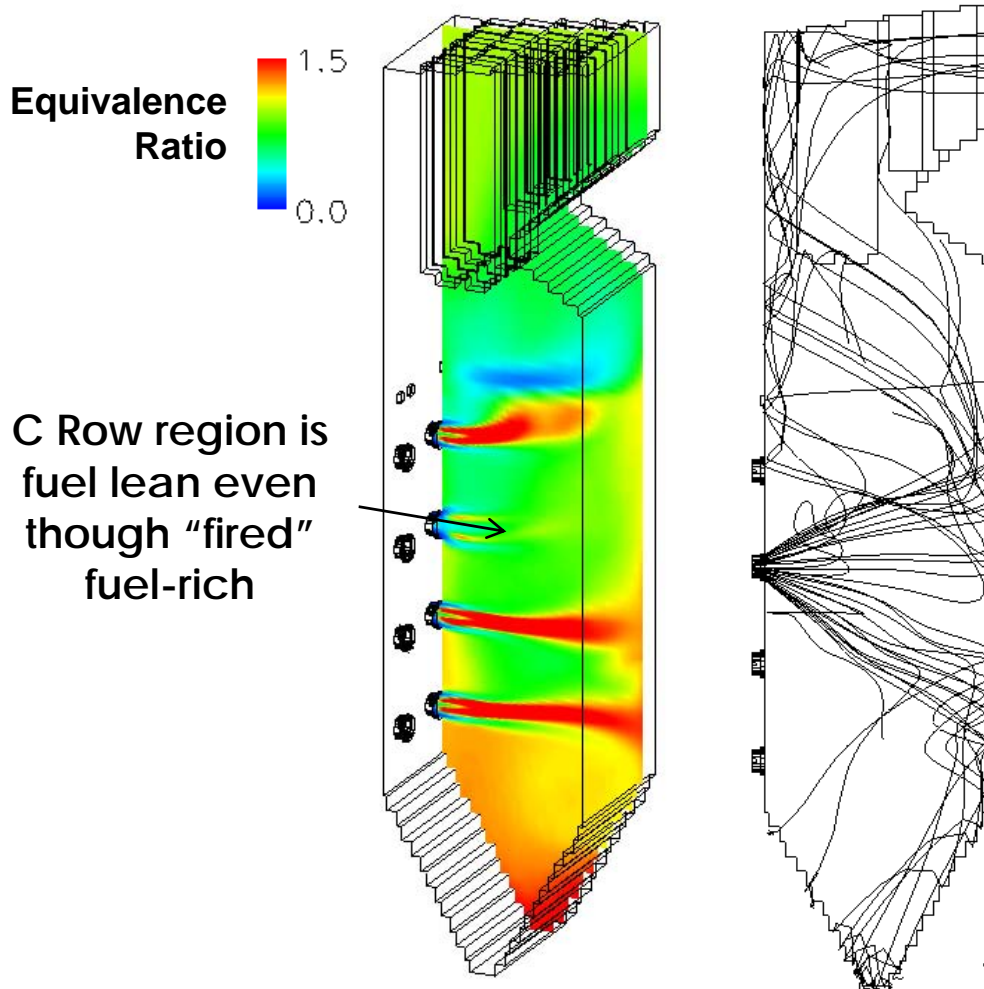 Equivalence
Ratio
1.5
0.0
C Row region is
fuel lean even
though “fired”
fuel-rich